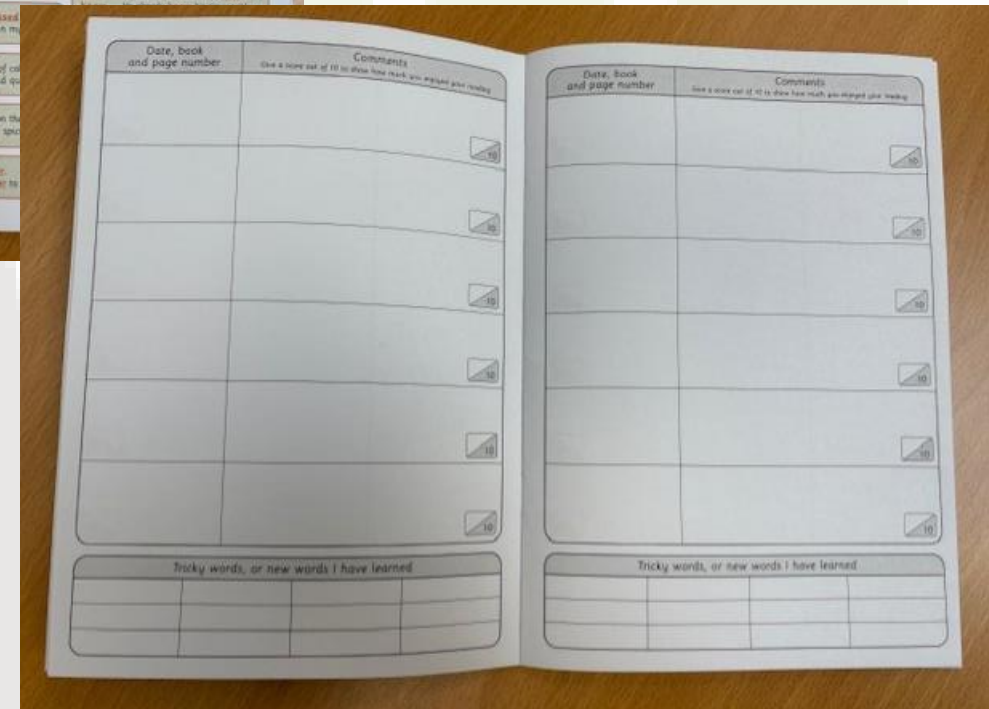 Date, book
and page number
Comments
Give a score out of 10 to show how much you enjoyed your reading
10
10
10
10
10
10
Tricky words, or new words I have learned
Date, book
and page number
Comments
Give a score out of 10 to show how much you enjoyed your reading
10
10
10
10
10
10
Tricky words, or new words I have learned